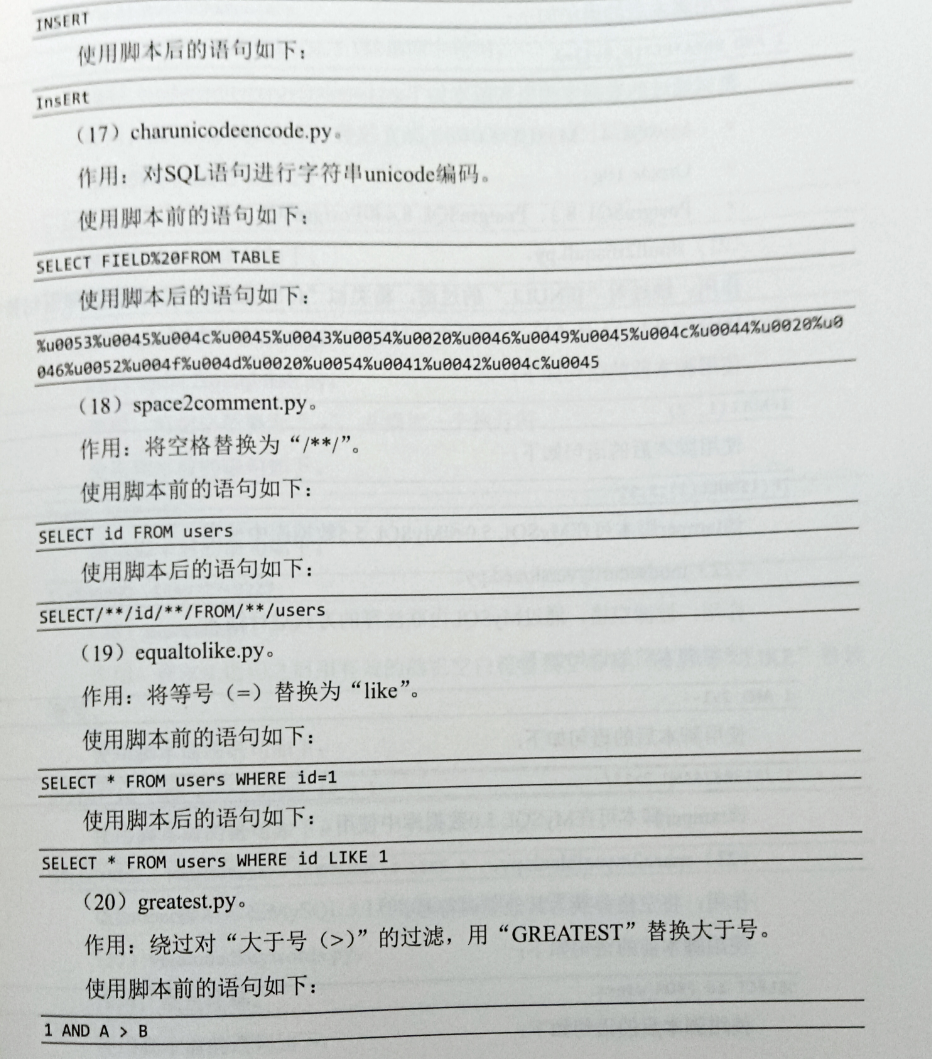 INSERT
使用脚本后的语句如下：
InsERt
（17）charunicodeencode.py。
作用：对SQL语句进行字符串unicode编码。
使用脚本前的语句如下：
SELECT FIELD%20FROM TABLE
使用脚本后的语句如下：
%u0053%u0045%u004c%u0045%u0043%u0054%u0020%u0046%u0049%u0045%u004c%u0044%u0020%u0
046%u0052%u004f%u004d%u0020%u0054%u0041%u0042%u004c%u0045
（18）space2comment.py。
作用：将空格替换为“/**/”。
使用脚本前的语句如下：
SELECT id FROM users
使用脚本后的语句如下：
SELECT/**/id/**/FROM/**/users
（19）equaltolike.py。
作用：将等号（=）替换为“like”。
使用脚本前的语句如下：
SELECT * FROM users WHERE id=1
使用脚本后的语句如下：
SELECT * FROM users WHERE id LIKE 1
（20）greatest.py。
作用：绕过对“大于号（>）”的过滤，用“GREATEST”替换大于号。
使用脚本前的语句如下：
1 AND A > B